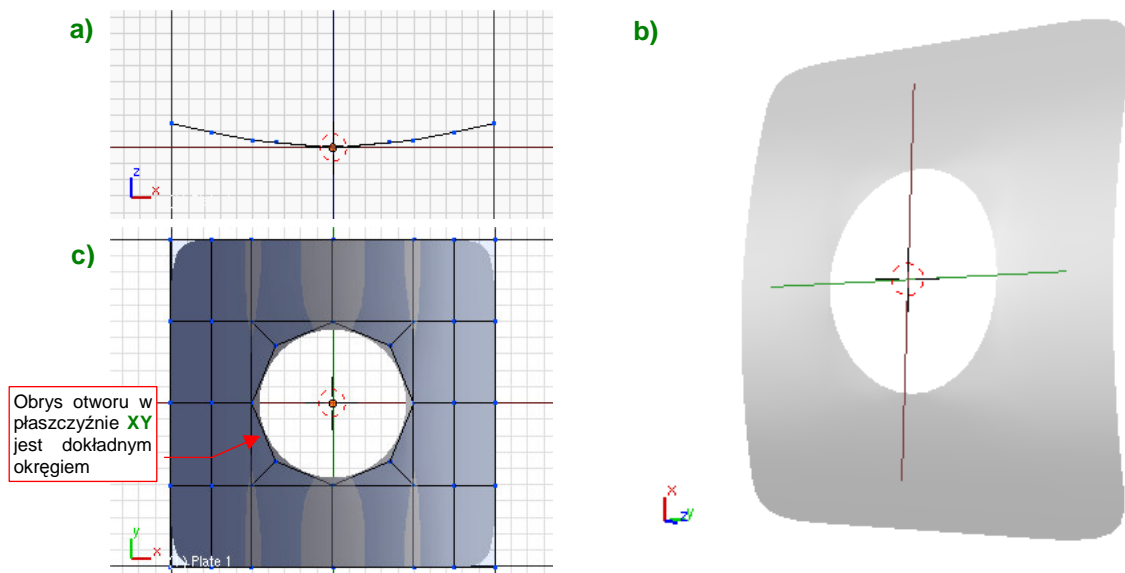 a)
z
x
b)
c)
Obrys otworu w
płaszczyźnie XY
jest dokładnym
okręgiem
y
x
) Plate 1
x
z
y